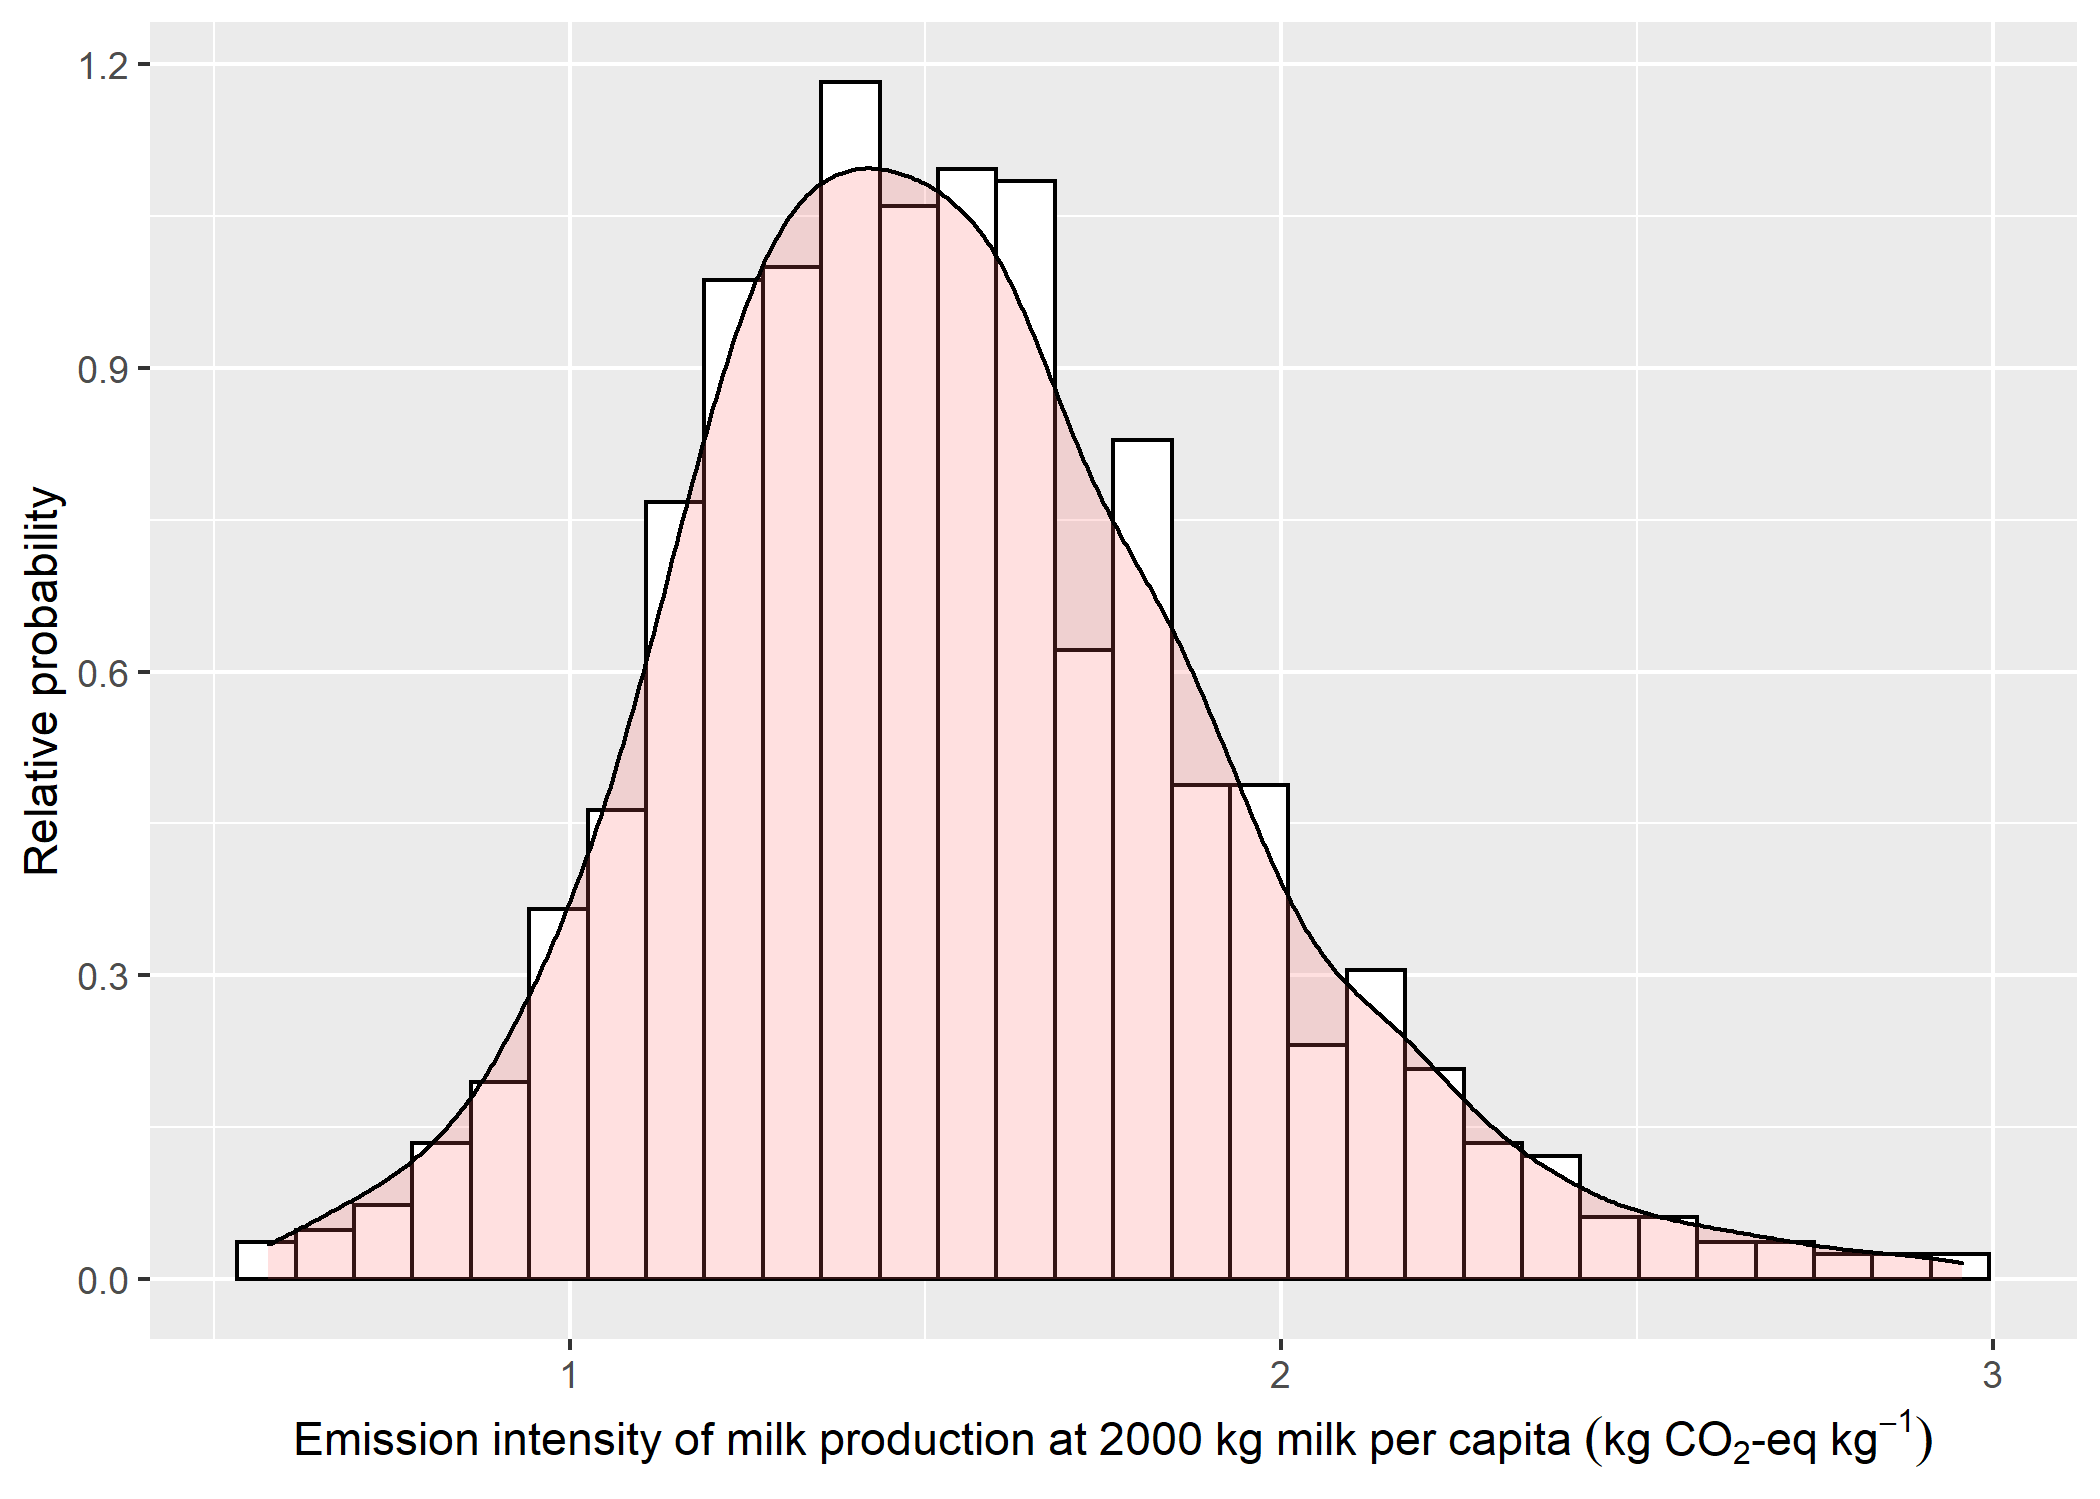 1.2
0.9
0.6
0.3
0.0
Relative probability
1 2 3
Emission intensity of milk production at 2000 kg milk per capita (kg CO₂-eq kg⁻¹)